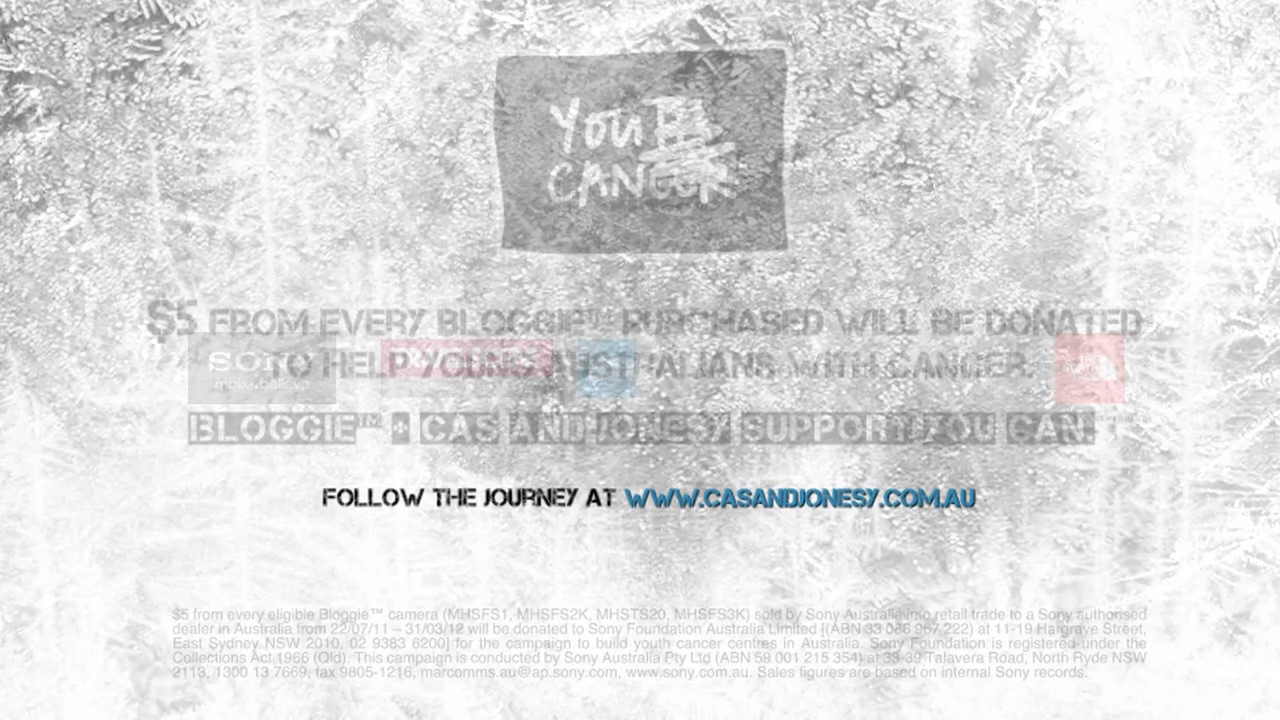 You
CANCER
$5 FROM EVERY BLOGGIE™ PURCHASED WILL BE DONATED
TO HELP YOUNG AUSTRALIANS WITH CANCER.
SONY
make.believe
BLOGGIE™ + CAS AND JONESY SUPPORT YOU CAN.
FOLLOW THE JOURNEY AT WWW.CASANDJONESY.COM.AU
$5 from every eligible Bloggie™ camera (MHSFS1, MHSFS2K, MHSTS20, MHSFS3K) sold by Sony Australia into retail trade to a Sony authorised
dealer in Australia from 22/07/11 – 31/03/12 will be donated to Sony Foundation Australia Limited [(ABN 33 086 967 222) at 11-19 Hargrave Street,
East Sydney NSW 2010, 02 9383 6200] for the campaign to build youth cancer centres in Australia. Sony Foundation is registered under the
Collections Act 1966 (Qld). This campaign is conducted by Sony Australia Pty Ltd (ABN 59 001 215 354) at 33-39 Talavera Road, North Ryde NSW
2113, 1300 13 7669, fax 9805-1216, marcomms.au@ap.sony.com, www.sony.com.au. Sales figures are based on internal Sony records.